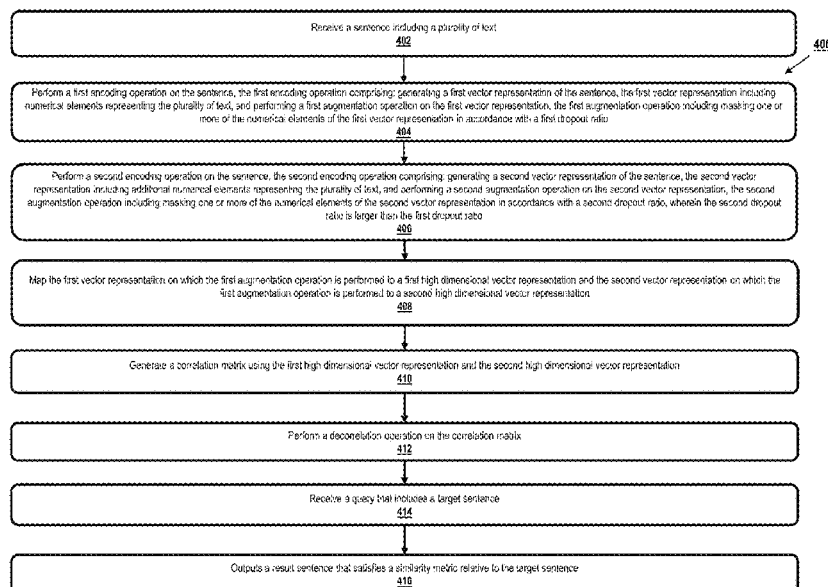 Receive a sentence including a plurality of text
402
400
Perform a first encoding operation on the sentence, the first encoding operation comprising: generating a first vector representation of the sentence, the first vector representation including
numerical elements representing the plurality of text, and performing a first augmentation operation on the first vector representation, the first augmentation operation including masking one or
more of the numerical elements of the first vector representation in accordance with a first dropout ratio
404
Perform a second encoding operation on the sentence, the second encoding operation comprising: generating a second vector representation of the sentence, the second vector
representation including additional numerical elements representing the plurality of text, and performing a second augmentation operation on the second vector representation, the second
augmentation operation including masking one or more of the numerical elements of the second vector representation in accordance with a second dropout ratio, wherein the second dropout
ratio is larger than the first dropout ratio
406
Map the first vector representation on which the first augmentation operation is performed to a first high dimensional vector representation and the second vector representation on which the
first augmentation operation is performed to a second high dimensional vector representation
408
Generate a correlation matrix using the first high dimensional vector representation and the second high dimensional vector representation
410
Perform a decorrelation operation on the correlation matrix
412
Receive a query that includes a target sentence
414
Outputs a result sentence that satisfies a similarity metric relative to the target sentence
416